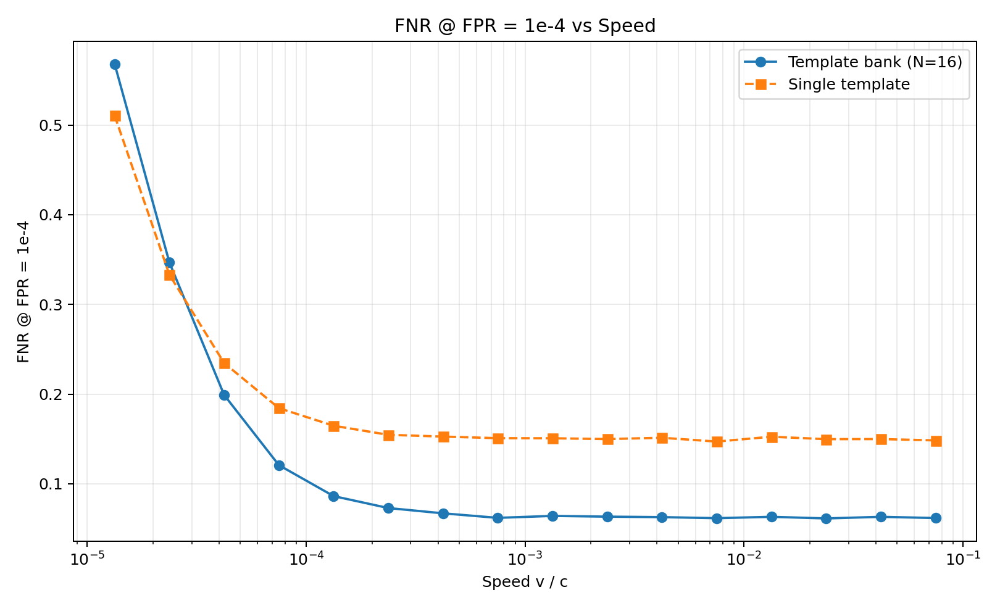 FNR @ FPR = 1e-4 vs Speed
Template bank (N=16)
Single template
FNR @ FPR = 1e-4
0.5
0.4
0.3
0.2
0.1
10⁻⁵ 10⁻⁴ 10⁻³ 10⁻² 10⁻¹
Speed v / c